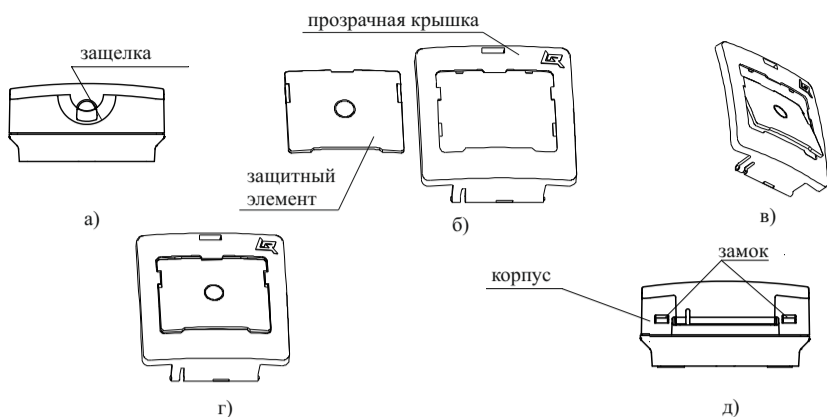 прозрачная крышка
защелка
защитный
элемент
а)
б)
в)
замок
корпус
г)
д)